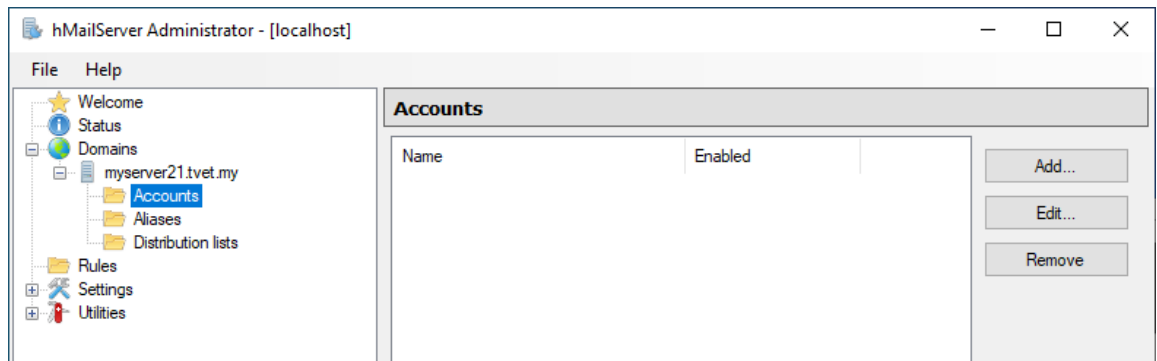 hMailServer Administrator - [localhost]
File Help
Welcome
Status
Domains
myserver21.tvet.my
Accounts
Aliases
Distribution lists
Rules
Settings
Utilities
Accounts
Name Enabled
Add...
Edit...
Remove